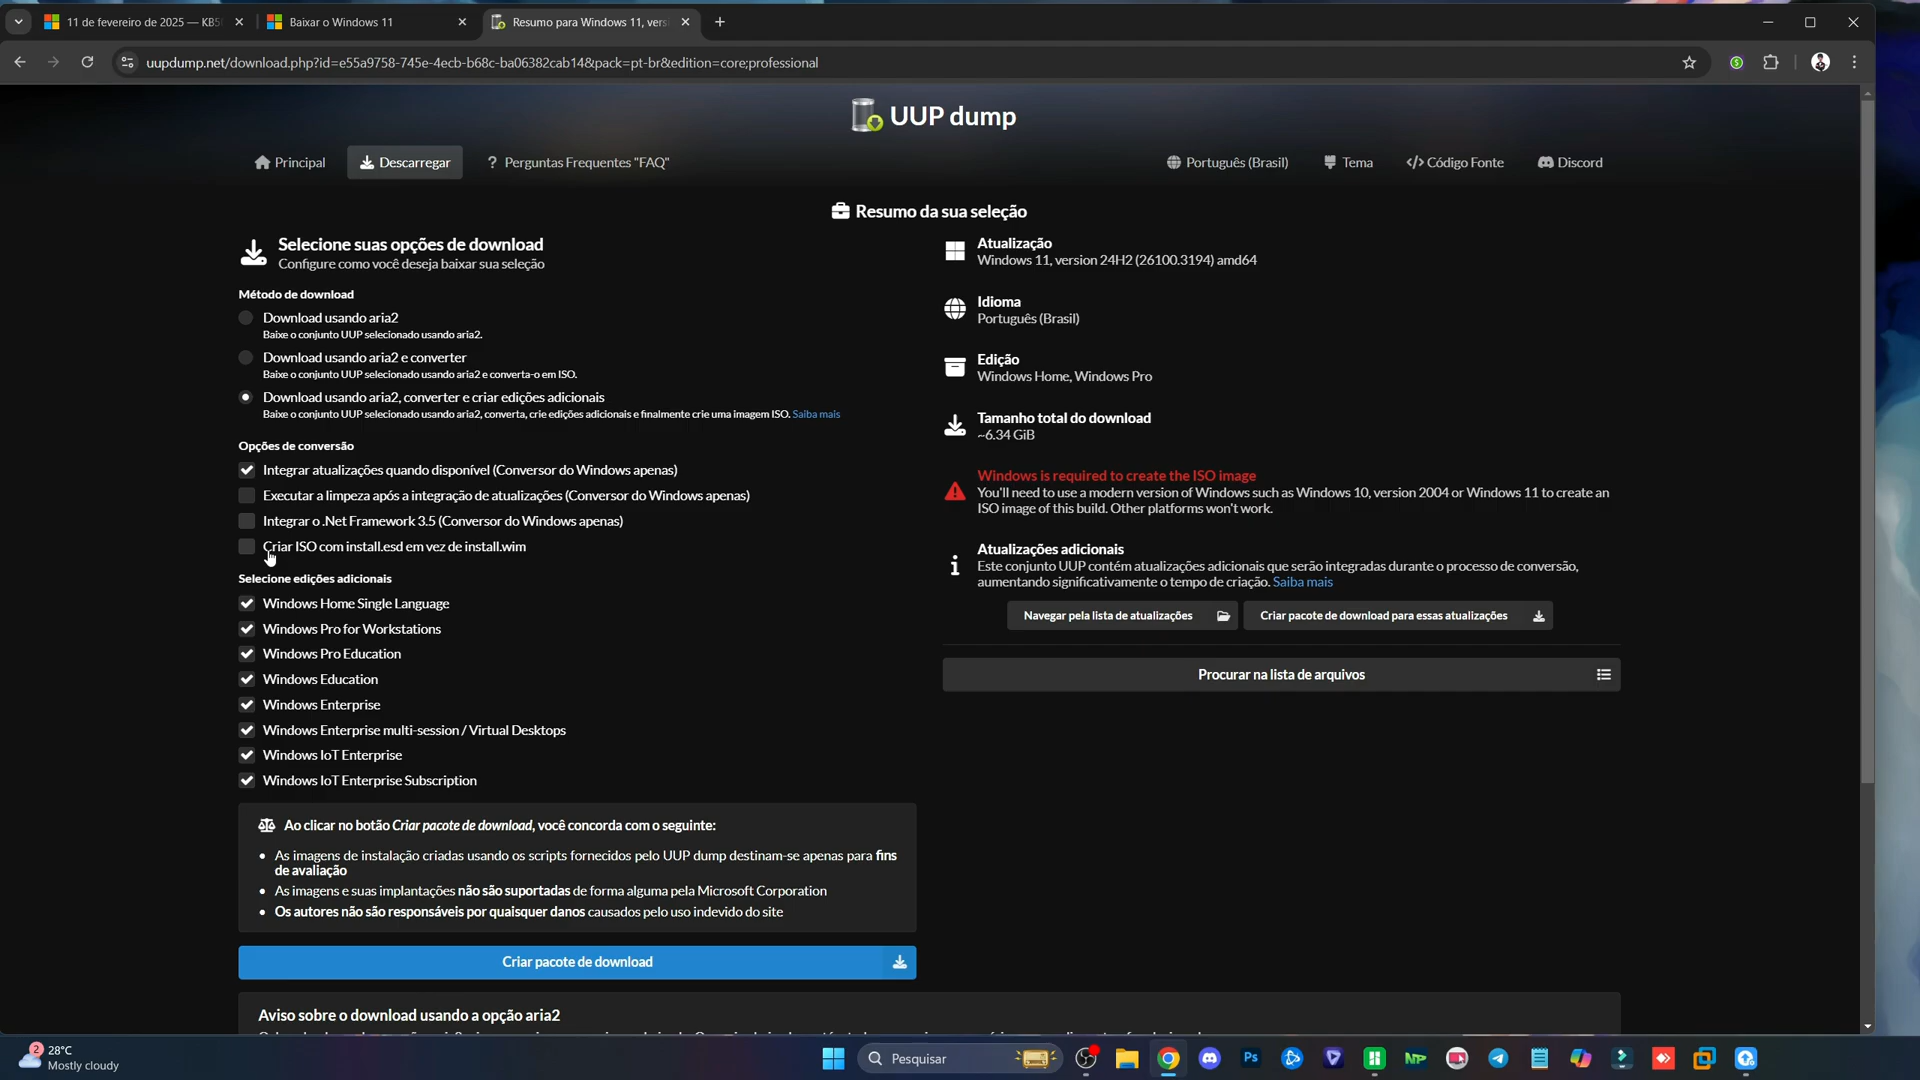 11 de fevereiro de 2025 — KB5
Baixar o Windows 11
Resumo para Windows 11, vers
uupdump.net/download.php?id=e55a9758-745e-4ecb-b68c-ba06382cab14&pack=pt-br&edition=core;professional
UUP dump
Principal
Descarregar
? Perguntas Frequentes "FAQ"
Português (Brasil)
Tema
</> Código Fonte
Discord
Resumo da sua seleção
Selecione suas opções de download
Configure como você deseja baixar sua seleção
Método de download
Download usando aria2
Baixe o conjunto UUP selecionado usando aria2.
Download usando aria2 e converter
Baixe o conjunto UUP selecionado usando aria2 e converta-o em ISO.
Download usando aria2, converter e criar edições adicionais
Baixe o conjunto UUP selecionado usando aria2, converta, crie edições adicionais e finalmente crie uma imagem ISO. Saiba mais
Opções de conversão
Integrar atualizações quando disponível (Conversor do Windows apenas)
Executar a limpeza após a integração de atualizações (Conversor do Windows apenas)
Integrar o .Net Framework 3.5 (Conversor do Windows apenas)
Criar ISO com install.esd em vez de install.wim
Selecione edições adicionais
Windows Home Single Language
Windows Pro for Workstations
Windows Pro Education
Windows Education
Windows Enterprise
Windows Enterprise multi-session / Virtual Desktops
Windows IoT Enterprise
Windows IoT Enterprise Subscription
Ao clicar no botão Criar pacote de download, você concorda com o seguinte:
• As imagens de instalação criadas usando os scripts fornecidos pelo UUP dump destinam-se apenas para fins
de avaliação
• As imagens e suas implantações não são suportadas de forma alguma pela Microsoft Corporation
• Os autores não são responsáveis por quaisquer danos causados pelo uso indevido do site
Criar pacote de download
Aviso sobre o download usando a opção aria2
Atualização
Windows 11, version 24H2 (26100.3194) amd64
Idioma
Português (Brasil)
Edição
Windows Home, Windows Pro
Tamanho total do download
~6.34 GiB
Windows is required to create the ISO image
You'll need to use a modern version of Windows such as Windows 10, version 2004 or Windows 11 to create an
ISO image of this build. Other platforms won't work.
Atualizações adicionais
Este conjunto UUP contém atualizações adicionais que serão integradas durante o processo de conversão,
aumentando significativamente o tempo de criação. Saiba mais
Navegar pela lista de atualizações
Criar pacote de download para essas atualizações
Procurar na lista de arquivos
2
28°C
Mostly cloudy
Pesquisar
Ps
NP